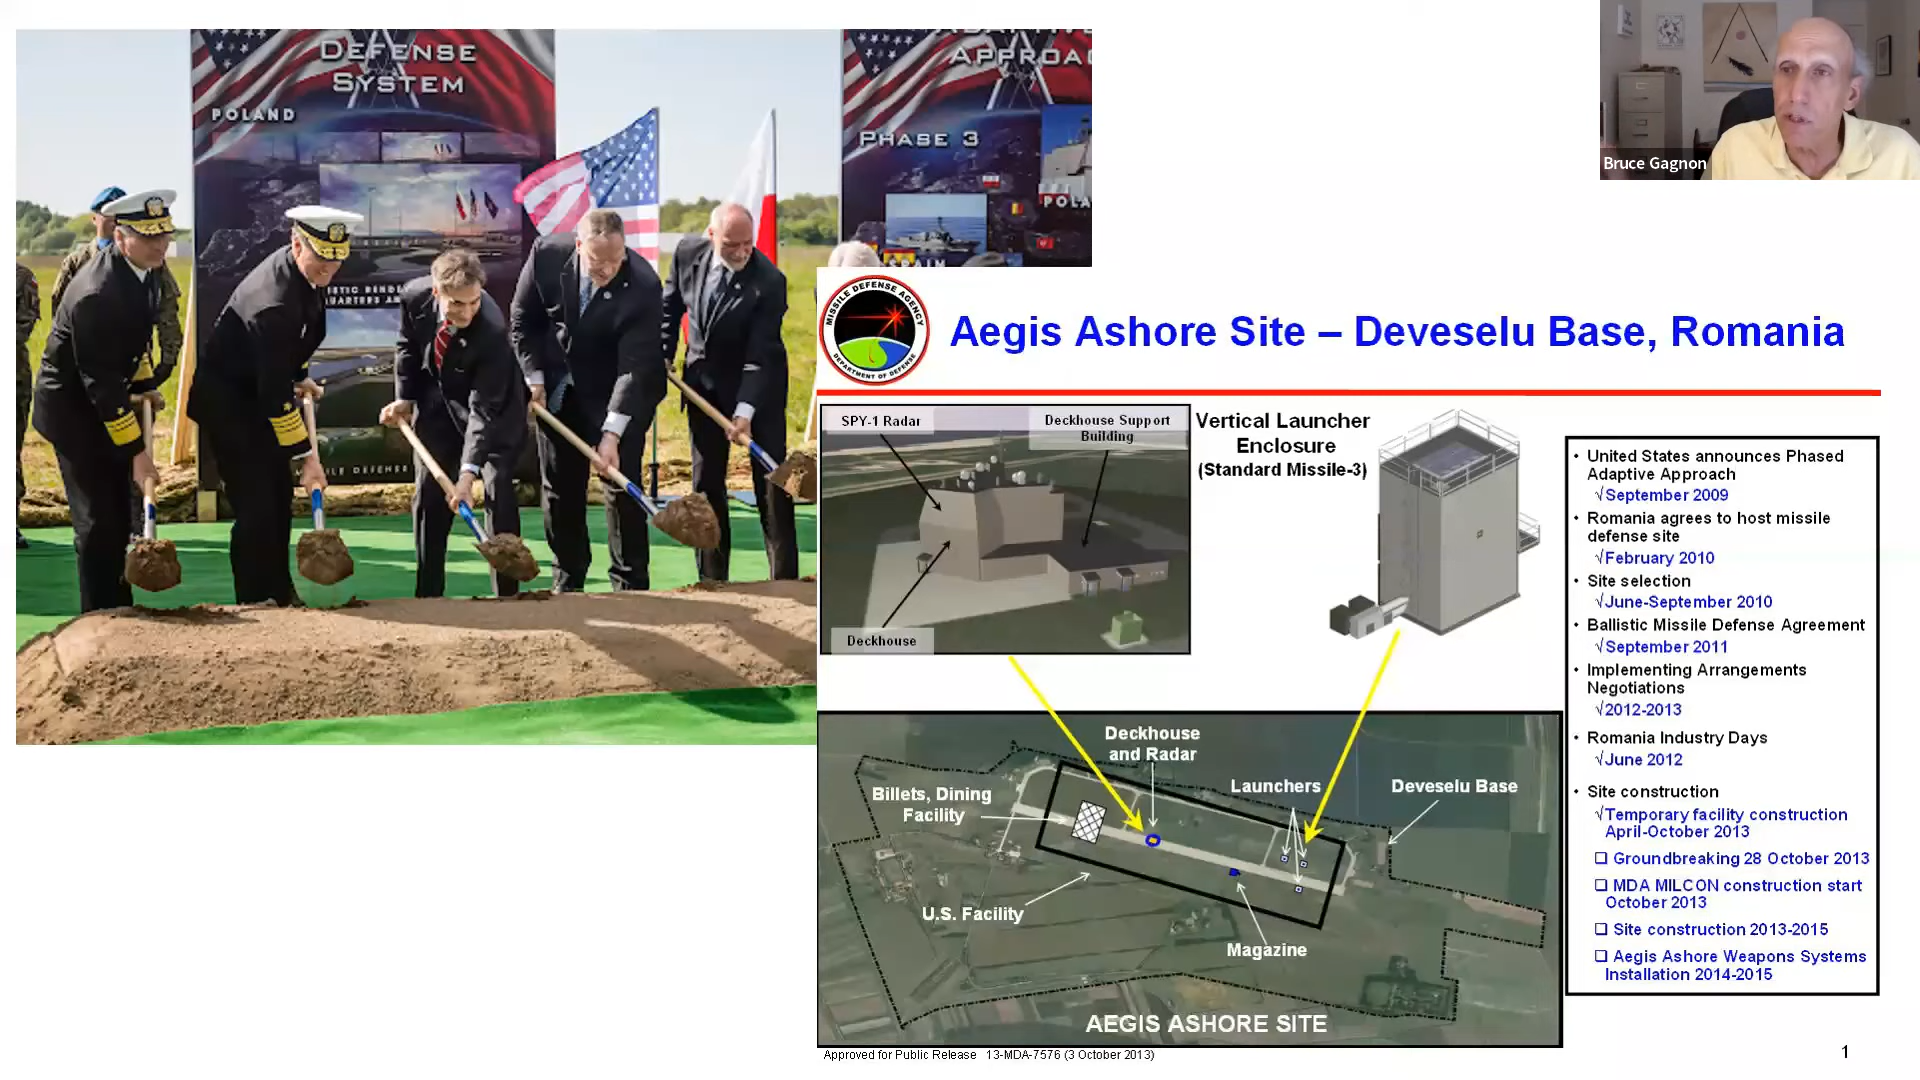 DEFENSE
SYSTEM
POLAND
ADAPTIVE
APPROA
PHASE 3
POLA
SPAIN
MISSILE DEFENSE
Bruce Gagnon
MISSILE DEFENSE AGENCY
DEPARTMENT OF DEFENSE
Aegis Ashore Site – Deveselu Base, Romania
SPY-1 Radar
Deckhouse Support
Building
Deckhouse
Vertical Launcher
Enclosure
(Standard Missile-3)
• United States announces Phased
Adaptive Approach
√September 2009
• Romania agrees to host missile
defense site
√February 2010
• Site selection
√June-September 2010
• Ballistic Missile Defense Agreement
√September 2011
• Implementing Arrangements
Negotiations
√2012-2013
• Romania Industry Days
√June 2012
• Site construction
√Temporary facility construction
April-October 2013
❑ Groundbreaking 28 October 2013
❑ MDA MILCON construction start
October 2013
❑ Site construction 2013-2015
❑ Aegis Ashore Weapons Systems
Installation 2014-2015
Deckhouse
and Radar
Billets, Dining
Facility
Launchers
Deveselu Base
U.S. Facility
Magazine
AEGIS ASHORE SITE
Approved for Public Release 13-MDA-7576 (3 October 2013)
1